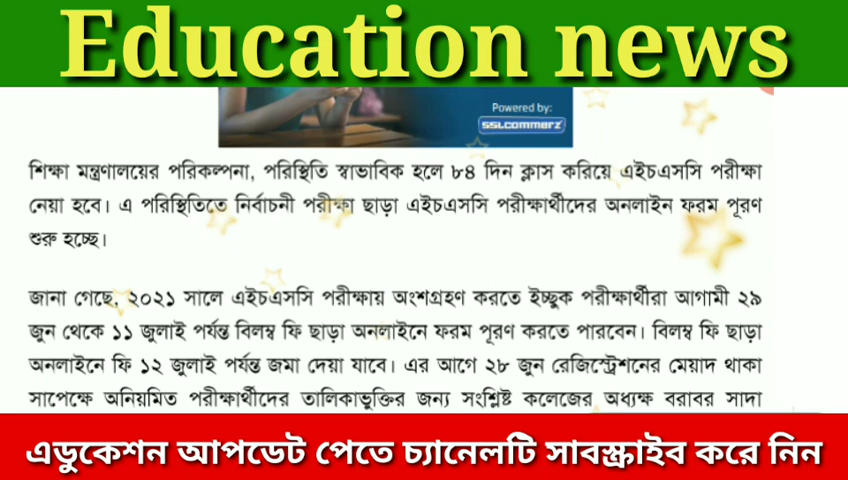 Education news
Powered by:
SSLCOMMERZ
শিক্ষা মন্ত্রণালয়ের পরিকল্পনা, পরিস্থিতি স্বাভাবিক হলে ৮৪ দিন ক্লাস করিয়ে এইচএসসি পরীক্ষা
নেয়া হবে। এ পরিস্থিতিতে নির্বাচনী পরীক্ষা ছাড়া এইচএসসি পরীক্ষার্থীদের অনলাইন ফরম পূরণ
শুরু হচ্ছে।
জানা গেছে, ২০২১ সালে এইচএসসি পরীক্ষায় অংশগ্রহণ করতে ইচ্ছুক পরীক্ষার্থীরা আগামী ২৯
জুন থেকে ১১ জুলাই পর্যন্ত বিলম্ব ফি ছাড়া অনলাইনে ফরম পূরণ করতে পারবেন। বিলম্ব ফি ছাড়া
অনলাইনে ফি ১২ জুলাই পর্যন্ত জমা দেয়া যাবে। এর আগে ২৮ জুন রেজিস্ট্রেশনের মেয়াদ থাকা
সাপেক্ষে অনিয়মিত পরীক্ষার্থীদের তালিকাভুক্তির জন্য সংশ্লিষ্ট কলেজের অধ্যক্ষ বরাবর সাদা
এডুকেশন আপডেট পেতে চ্যানেলটি সাবস্ক্রাইব করে নিন